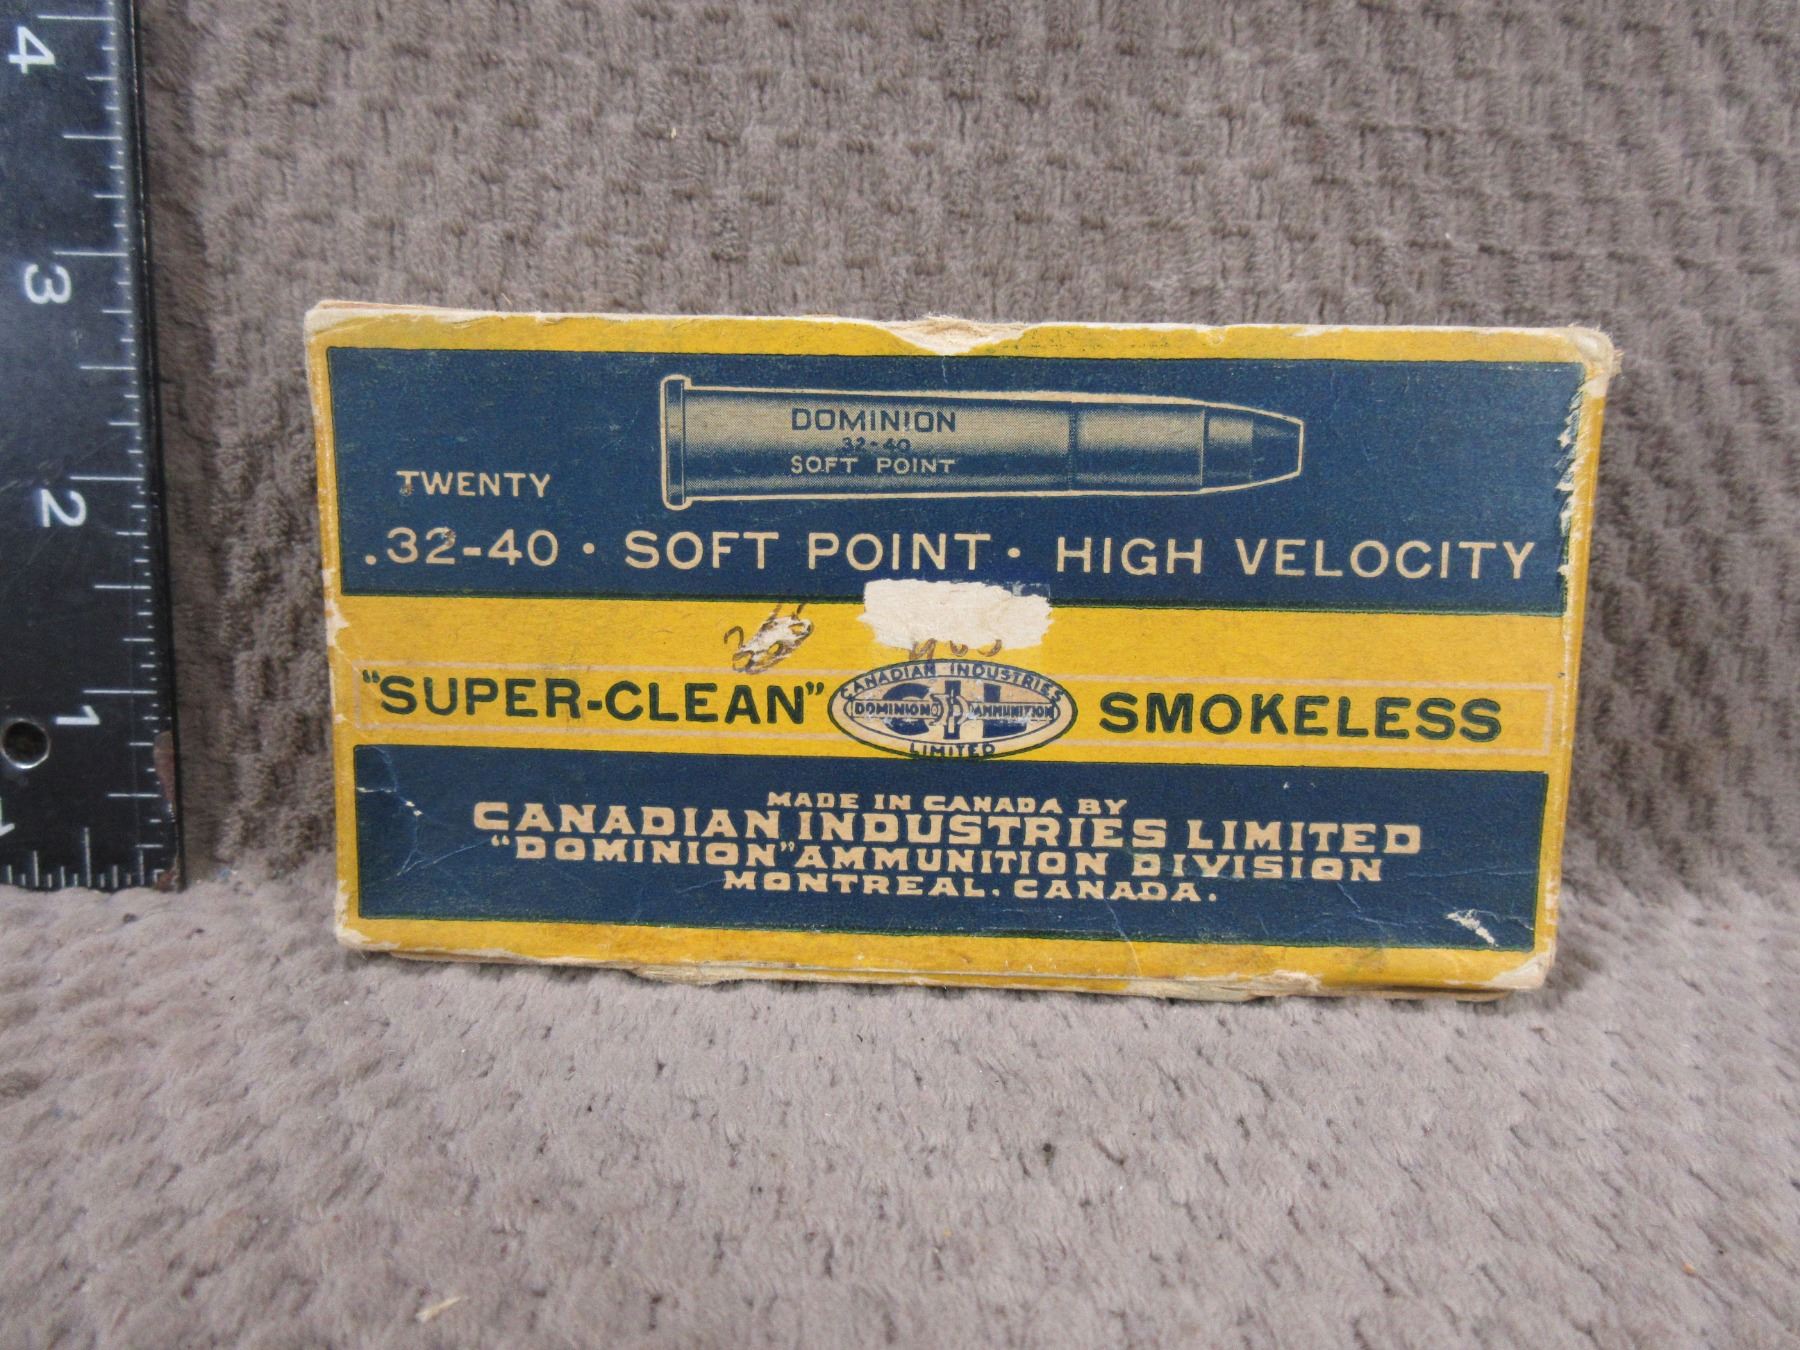 4
3
2
1
DOMINION
32-40
SOFT POINT
TWENTY
.32-40 · SOFT POINT · HIGH VELOCITY
"SUPER-CLEAN"
CANADIAN INDUSTRIES
CIL
DOMINION AMMUNITION
LIMITED
SMOKELESS
MADE IN CANADA BY
CANADIAN INDUSTRIES LIMITED
"DOMINION" AMMUNITION DIVISION
MONTREAL. CANADA.